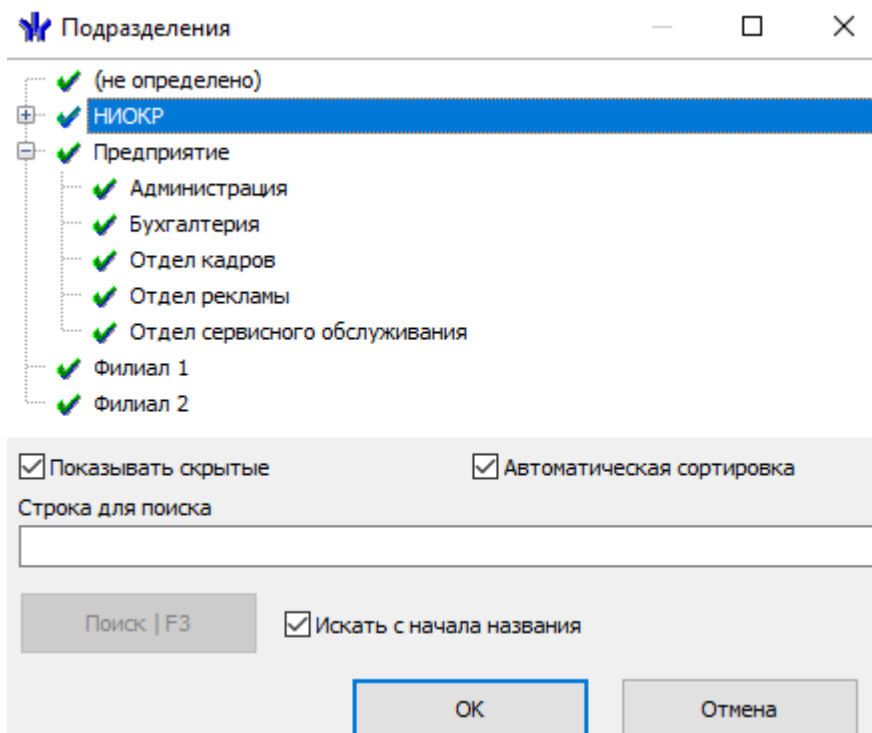 Подразделения
(не определено)
НИОКР
Предприятие
Администрация
Бухгалтерия
Отдел кадров
Отдел рекламы
Отдел сервисного обслуживания
Филиал 1
Филиал 2
Показывать скрытые Автоматическая сортировка
Строка для поиска
Поиск | F3 Искать с начала названия
ОК Отмена